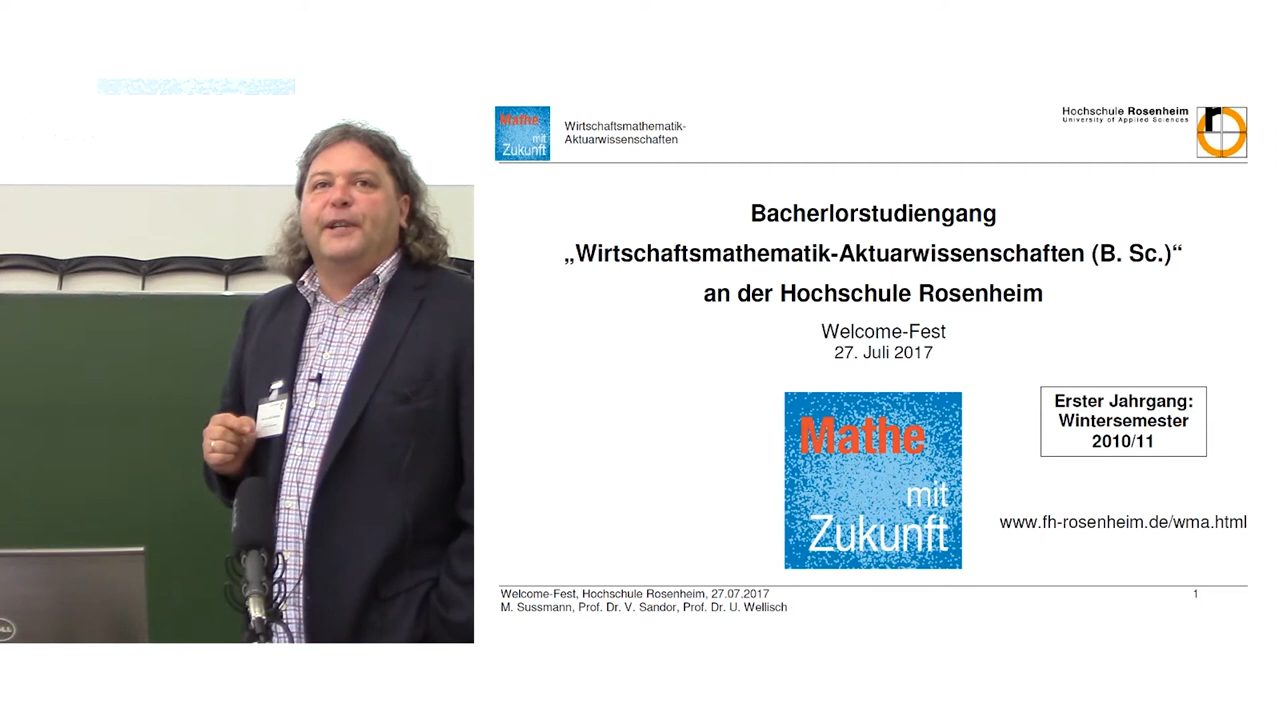 Mathe
mit
Zukunft
Wirtschaftsmathematik-
Aktuarwissenschaften
Hochschule Rosenheim
University of Applied Sciences
Bacherlorstudiengang
„Wirtschaftsmathematik-Aktuarwissenschaften (B. Sc.)“
an der Hochschule Rosenheim
Welcome-Fest
27. Juli 2017
Mathe
mit
Zukunft
Erster Jahrgang:
Wintersemester
2010/11
www.fh-rosenheim.de/wma.html
Welcome-Fest, Hochschule Rosenheim, 27.07.2017
M. Sussmann, Prof. Dr. V. Sandor, Prof. Dr. U. Wellisch
1
DELL